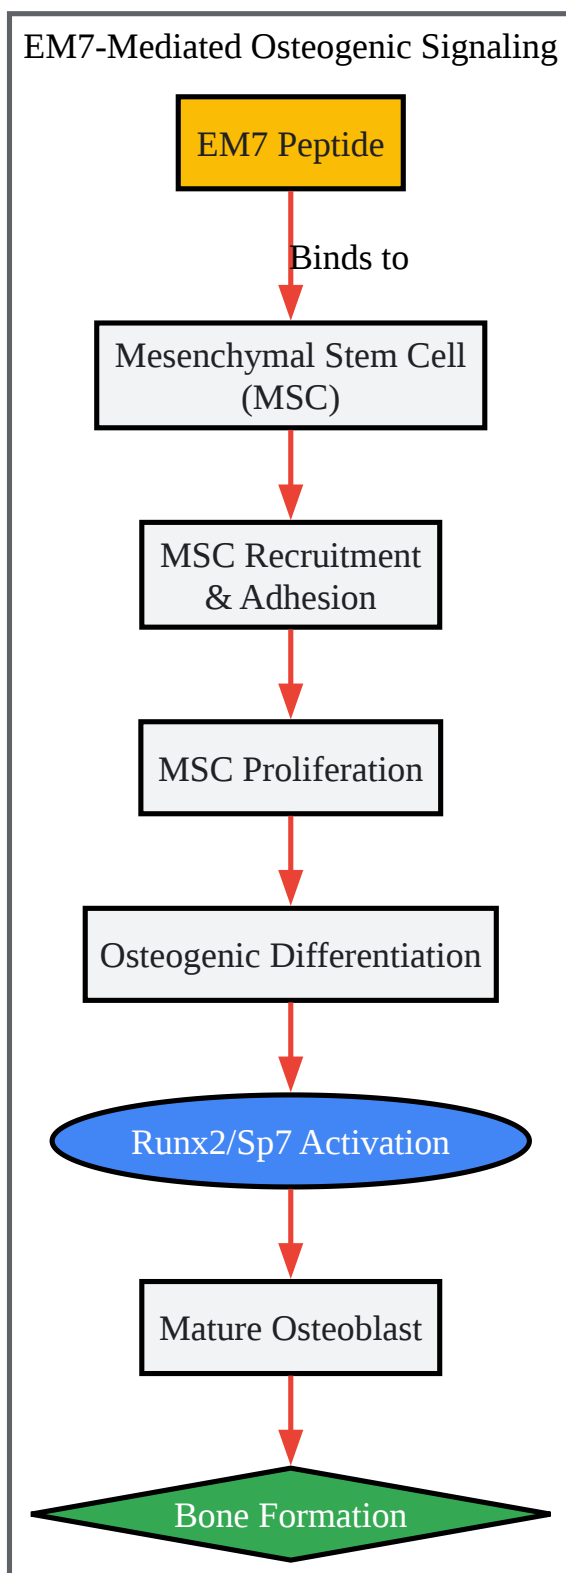 EM7-Mediated Osteogenic Signaling
EM7 Peptide
Binds to
Mesenchymal Stem Cell
(MSC)
MSC Recruitment
& Adhesion
MSC Proliferation
Osteogenic Differentiation
Runx2/Sp7 Activation
Mature Osteoblast
Bone Formation